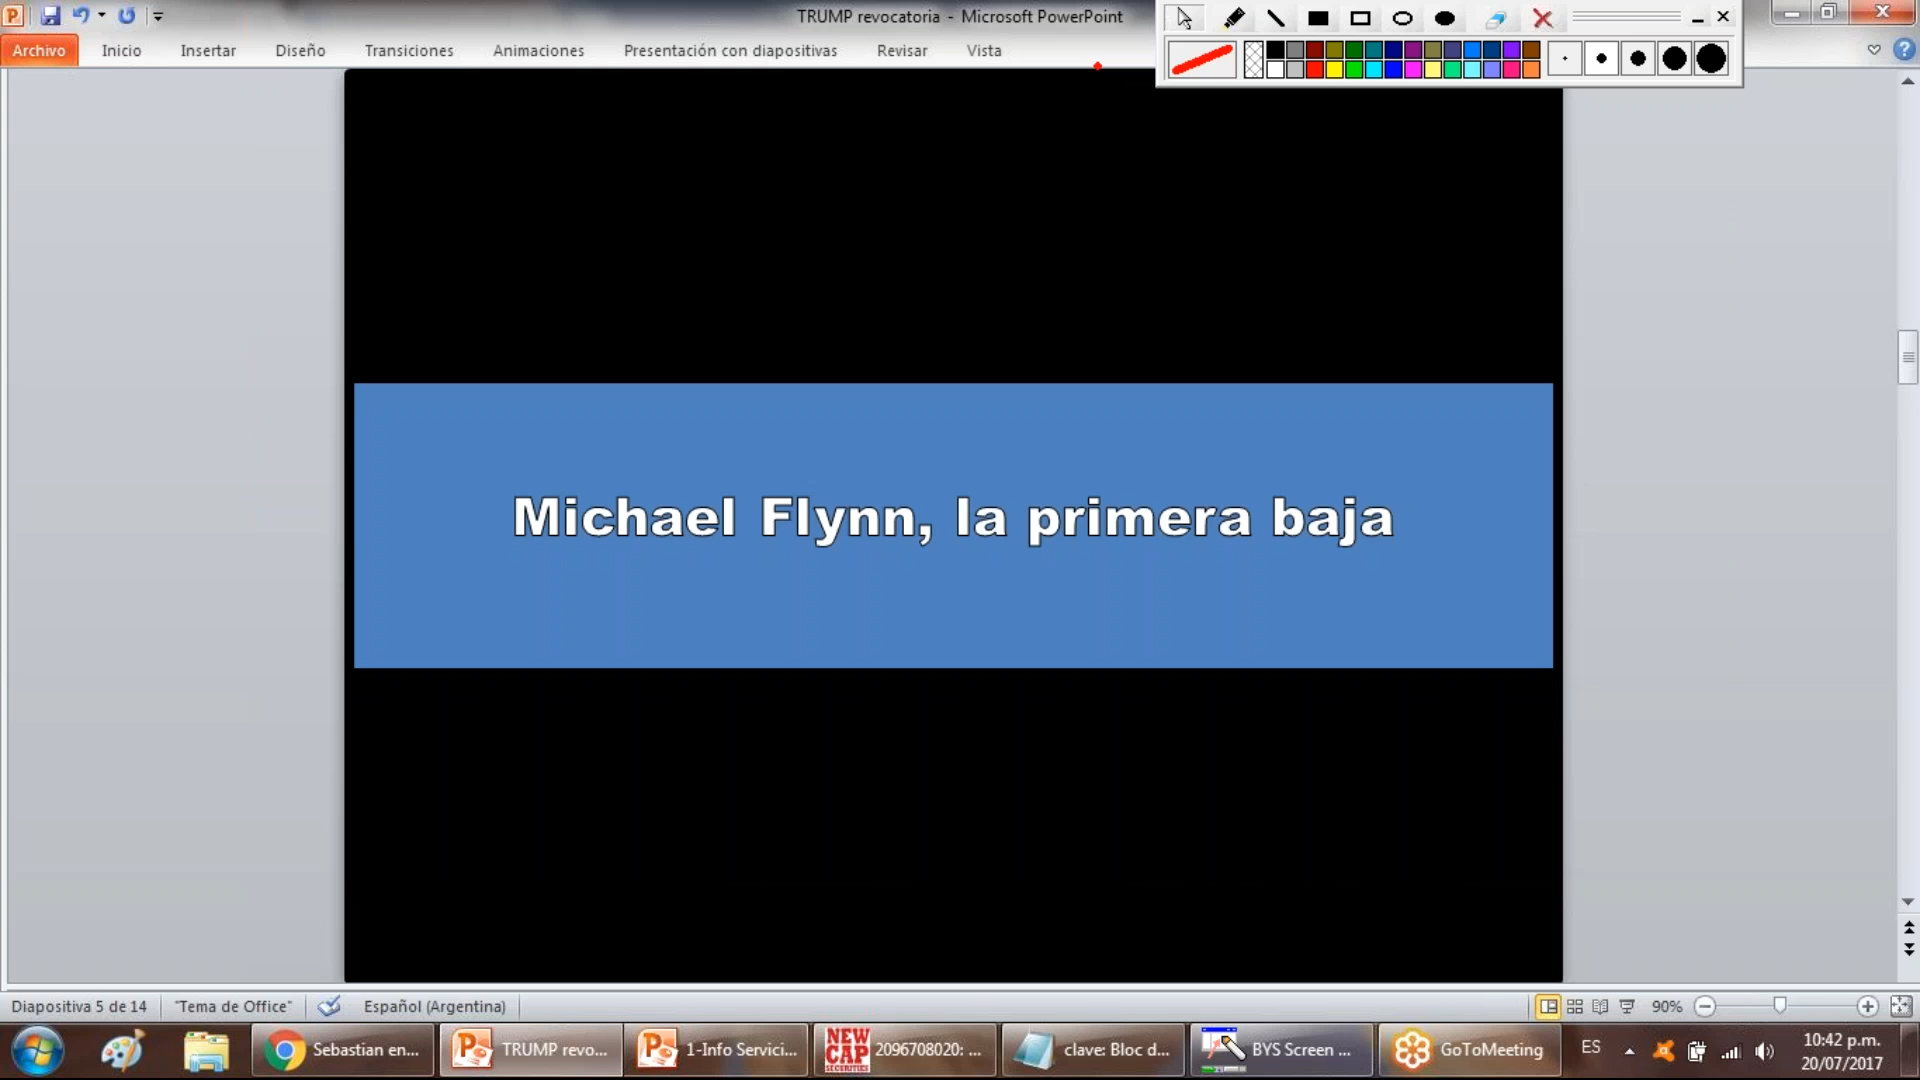 TRUMP revocatoria - Microsoft PowerPoint
Archivo Inicio Insertar Diseño Transiciones Animaciones Presentación con diapositivas Revisar Vista
Michael Flynn, la primera baja
Diapositiva 5 de 14 "Tema de Office" Español (Argentina) 90%
Sebastian en... TRUMP revo... 1-Info Servici... NEW CAP SECURITIES 2096708020: ... clave: Bloc d... BYS Screen ... GoToMeeting ES 10:42 p.m.
20/07/2017